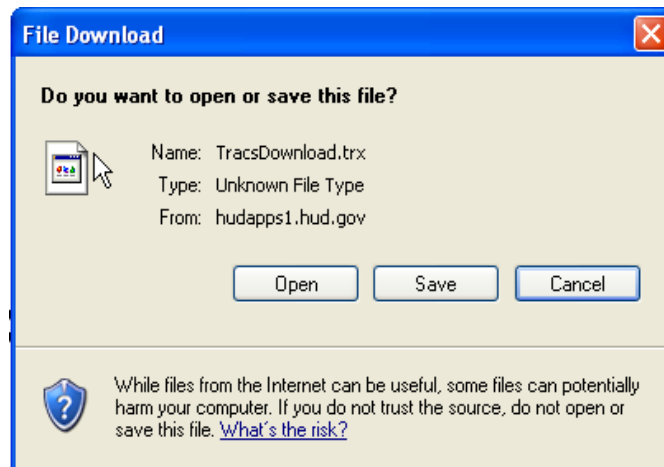 File Download
Do you want to open or save this file?
Name: TracsDownload.trx
Type: Unknown File Type
From: hudapps1.hud.gov
Open Save Cancel
While files from the Internet can be useful, some files can potentially
harm your computer. If you do not trust the source, do not open or
save this file. What's the risk?